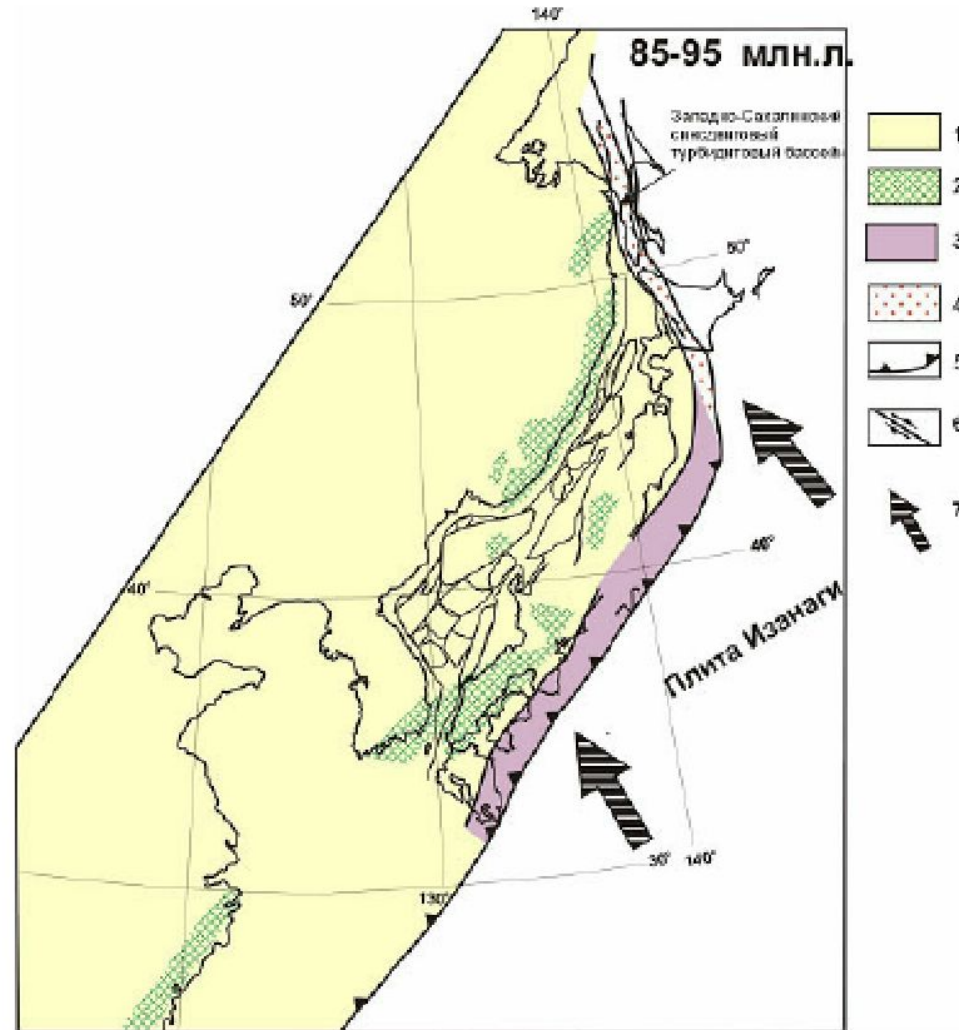 140°
85-95 млн.л.
Западно-Сахалинский
синсдвиговый
турбидитовый бассейн
1
2
3
4
5
6
7
50°
50°
40°
40°
Плита Изанаги
30° 140°
130°